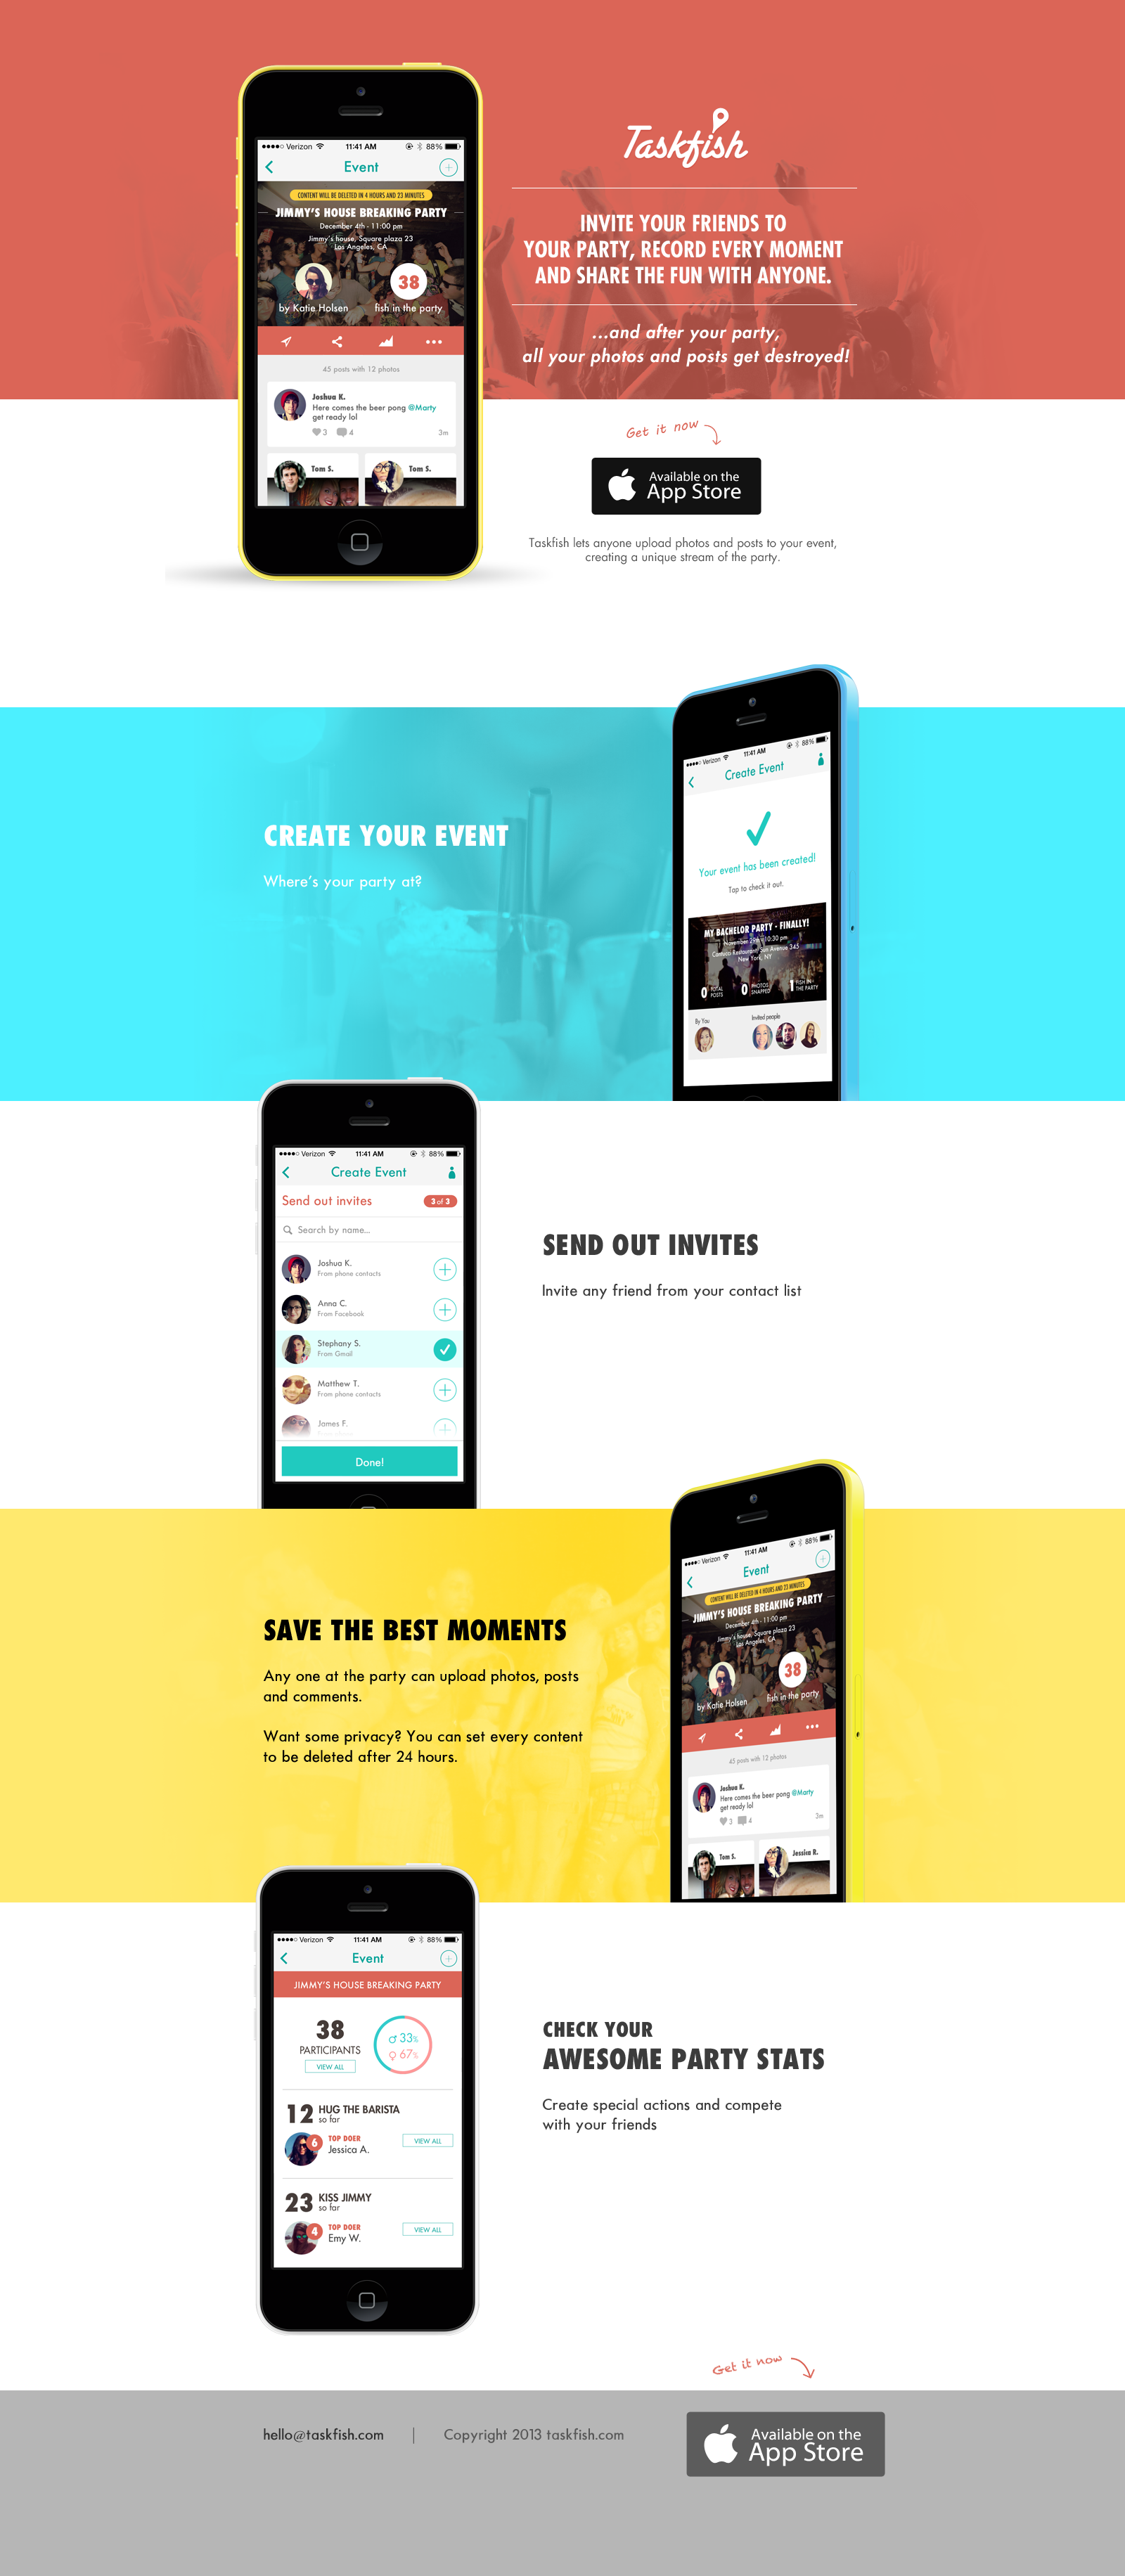 ●●●●○ Verizon 11:41 AM 88%
Event
CONTENT WILL BE DELETED IN 4 HOURS AND 23 MINUTES
JIMMY'S HOUSE BREAKING PARTY
December 4th - 11:00 pm
Jimmy's house, Square plaza 23
Los Angeles, CA
38
by Katie Holsen fish in the party
45 posts with 12 photos
Joshua K.
Here comes the beer pong @Marty
get ready lol
3 4 3m
Tom S. Tom S.
Taskfish
INVITE YOUR FRIENDS TO
YOUR PARTY, RECORD EVERY MOMENT
AND SHARE THE FUN WITH ANYONE.
...and after your party,
all your photos and posts get destroyed!
Get it now
Available on the
App Store
Taskfish lets anyone upload photos and posts to your event,
creating a unique stream of the party.
CREATE YOUR EVENT
Where's your party at?
●●●●○ Verizon 11:41 AM 88%
Create Event
Your event has been created!
Tap to check it out.
MY BACHELOR PARTY - FINALLY!
November 28th 10:30 pm
Restaurant, Sun Avenue 345
New York, NY
0 TOTAL POSTS 0 PHOTOS SNAPPED 1 FISH IN THE PARTY
By You Invited people
●●●●○ Verizon 11:41 AM 88%
Create Event
Send out invites 3 of 3
Search by name...
Joshua K.
From phone contacts
Anna C.
From Facebook
Stephany S.
From Gmail
Matthew T.
From phone contacts
James F.
Done!
SEND OUT INVITES
Invite any friend from your contact list
SAVE THE BEST MOMENTS
Any one at the party can upload photos, posts
and comments.
Want some privacy? You can set every content
to be deleted after 24 hours.
●●●●○ Verizon 11:41 AM 88%
Event
CONTENT WILL BE DELETED IN 4 HOURS AND 23 MINUTES
JIMMY'S HOUSE BREAKING PARTY
December 4th - 11:00 pm
Jimmy's house, Square plaza 23
Los Angeles, CA
38
by Katie Holsen fish in the party
45 posts with 12 photos
Joshua K.
Here comes the beer pong @Marty
get ready lol
3 4 3m
Tom S. Jessica R.
●●●●○ Verizon 11:41 AM 88%
Event
JIMMY'S HOUSE BREAKING PARTY
38
PARTICIPANTS
VIEW ALL
♂ 33%
♀ 67%
12 HUG THE BARISTA
so far
6 TOP DOER
Jessica A.
VIEW ALL
23 KISS JIMMY
so far
4 TOP DOER
Emy W.
VIEW ALL
CHECK YOUR
AWESOME PARTY STATS
Create special actions and compete
with your friends
Get it now
hello@taskfish.com | Copyright 2013 taskfish.com
Available on the
App Store